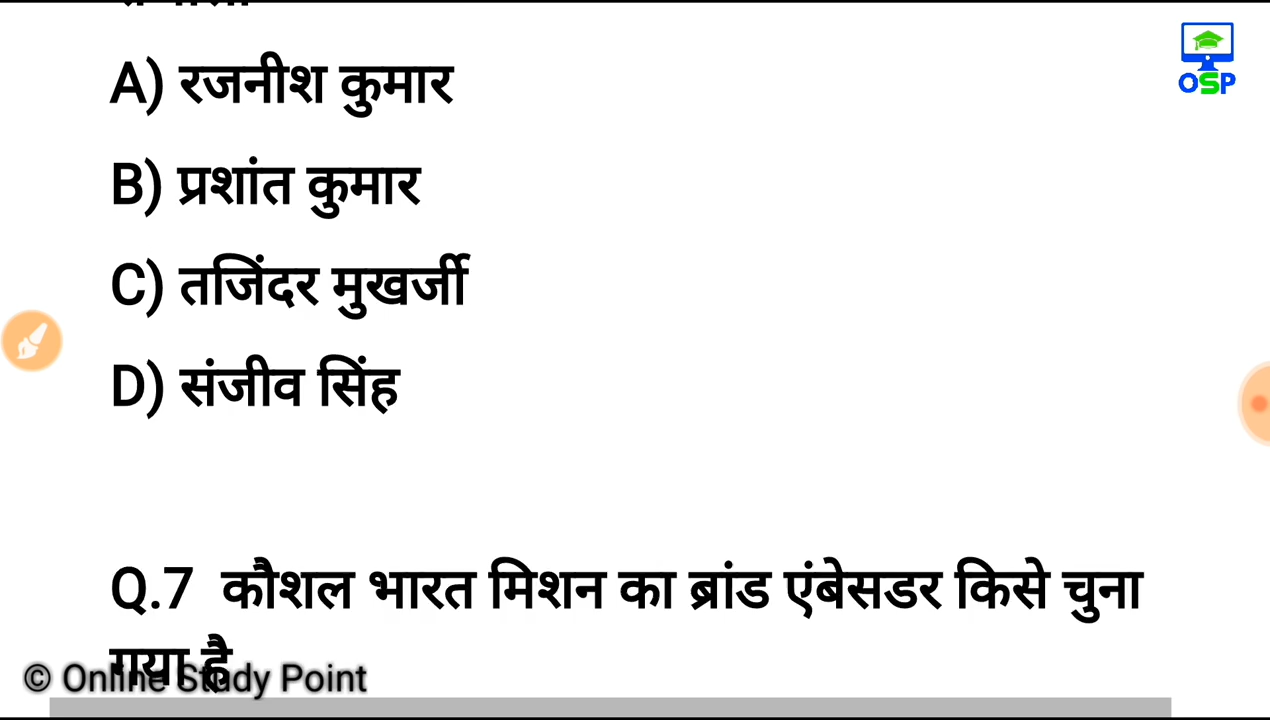 A) रजनीश कुमार
OSP
B) प्रशांत कुमार
C) तजिंदर मुखर्जी
D) संजीव सिंह
Q.7 कौशल भारत मिशन का ब्रांड एंबेसडर किसे चुना
गया है
© Online Study Point